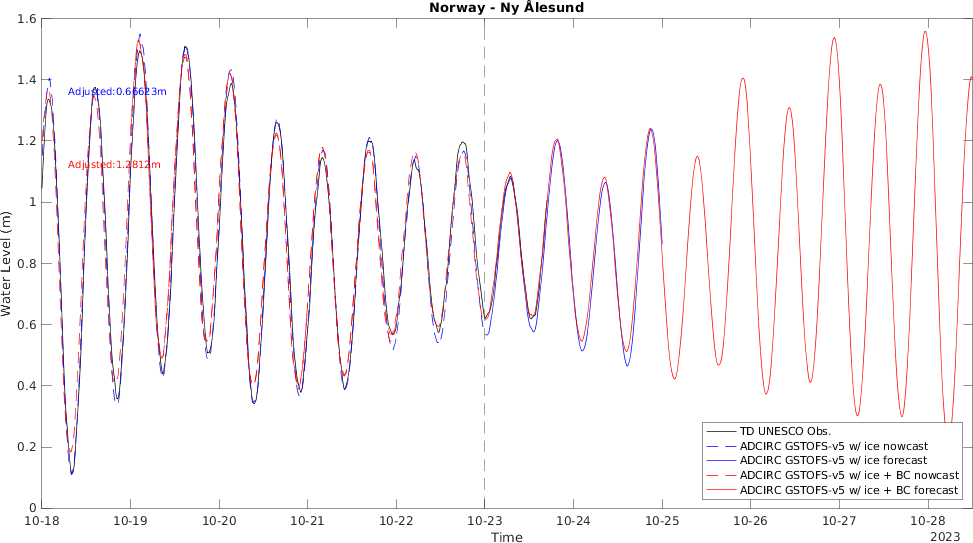 Norway - Ny Ålesund
1.6
1.4
1.2
1
0.8
0.6
0.4
0.2
0
Water Level (m)
Adjusted:0.66623m
Adjusted:1.2812m
TD UNESCO Obs.
ADCIRC GSTOFS-v5 w/ ice nowcast
ADCIRC GSTOFS-v5 w/ ice forecast
ADCIRC GSTOFS-v5 w/ ice + BC nowcast
ADCIRC GSTOFS-v5 w/ ice + BC forecast
10-18 10-19 10-20 10-21 10-22 10-23 10-24 10-25 10-26 10-27 10-28
Time
2023